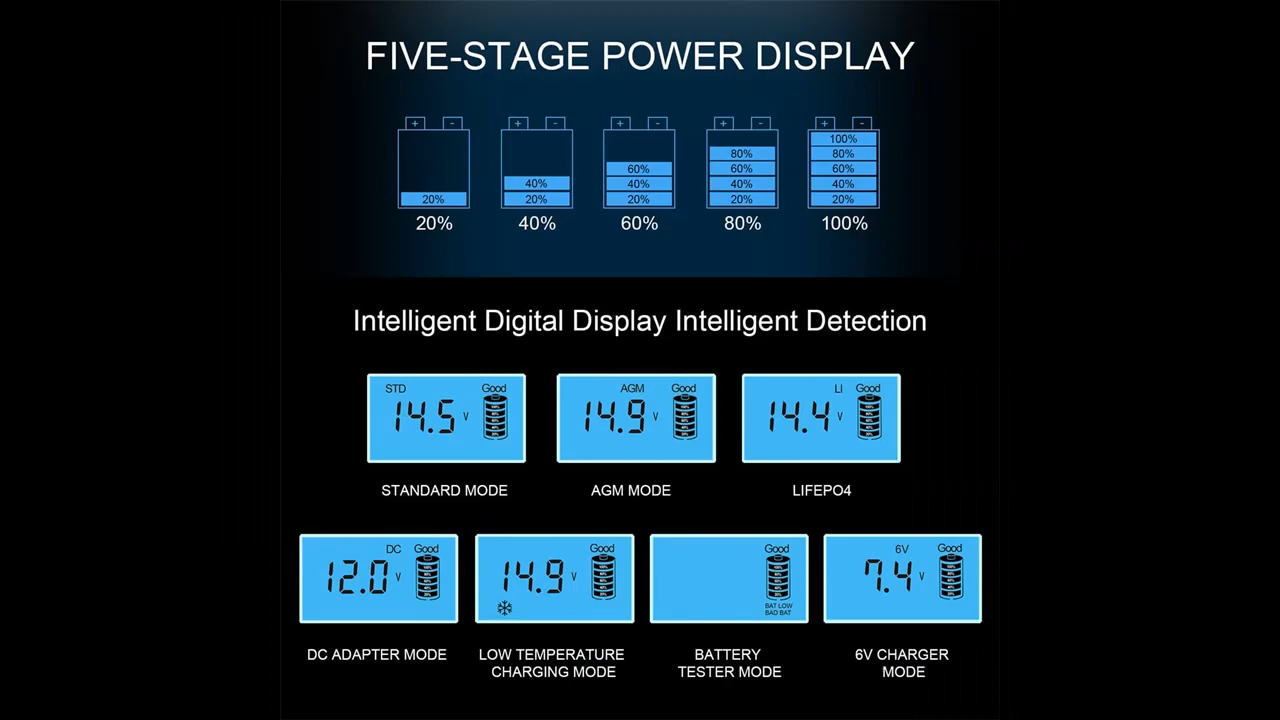 FIVE-STAGE POWER DISPLAY
+ - + - + - + - + -
100%
80% 80%
60% 60% 60%
40% 40% 40% 40%
20% 20% 20% 20% 20%
20% 40% 60% 80% 100%
Intelligent Digital Display Intelligent Detection
STD Good AGM Good LI Good
14.5 V 14.9 V 14.4 V
STANDARD MODE AGM MODE LIFEPO4
DC Good Good Good 6V Good
12.0 V 14.9 V 7.4 V
BAT LOW
BAD BAT
DC ADAPTER MODE LOW TEMPERATURE BATTERY 6V CHARGER
CHARGING MODE TESTER MODE MODE